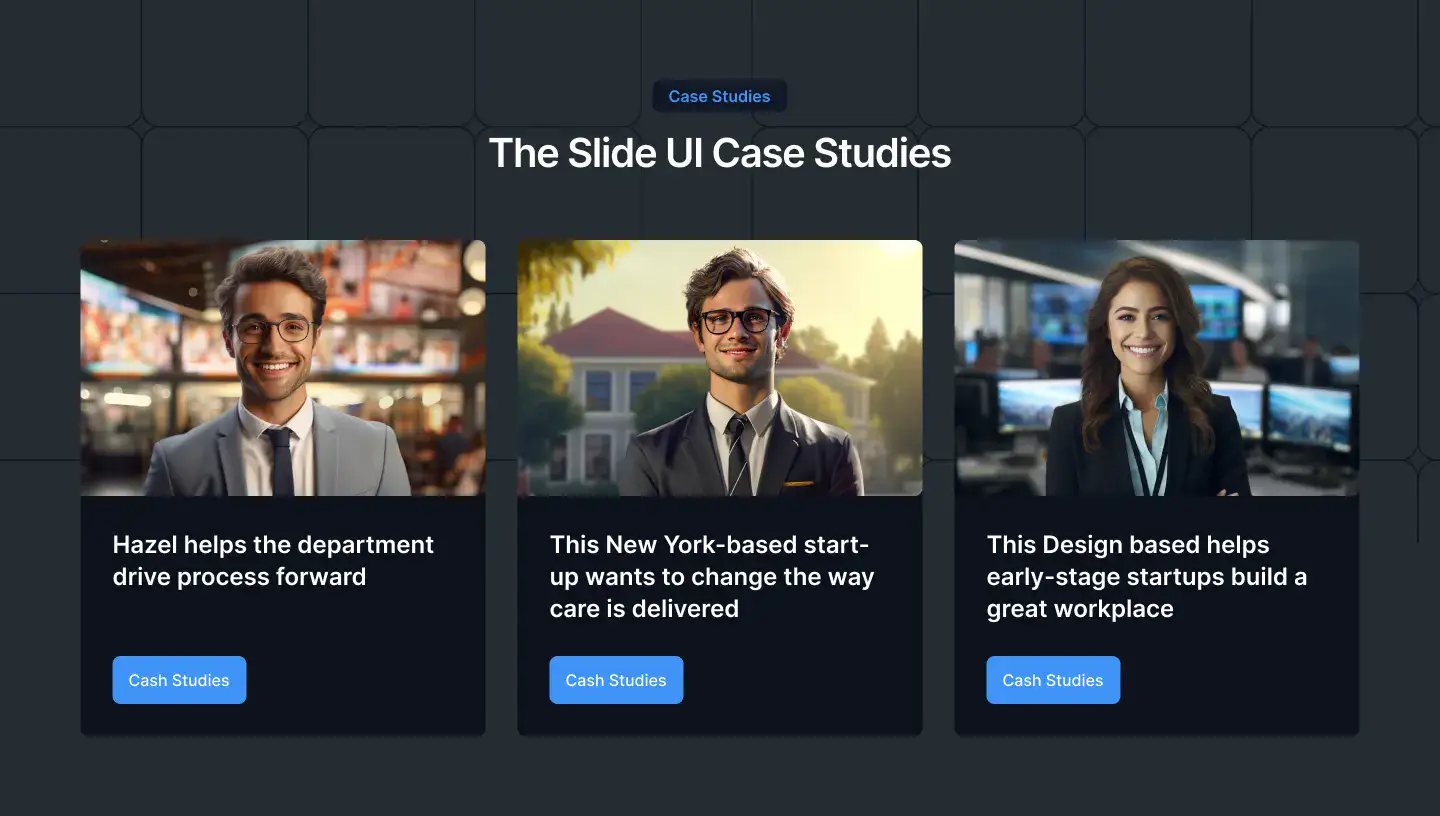 Case Studies
The Slide UI Case Studies
Hazel helps the department
drive process forward
Cash Studies
This New York-based start-
up wants to change the way
care is delivered
Cash Studies
This Design based helps
early-stage startups build a
great workplace
Cash Studies